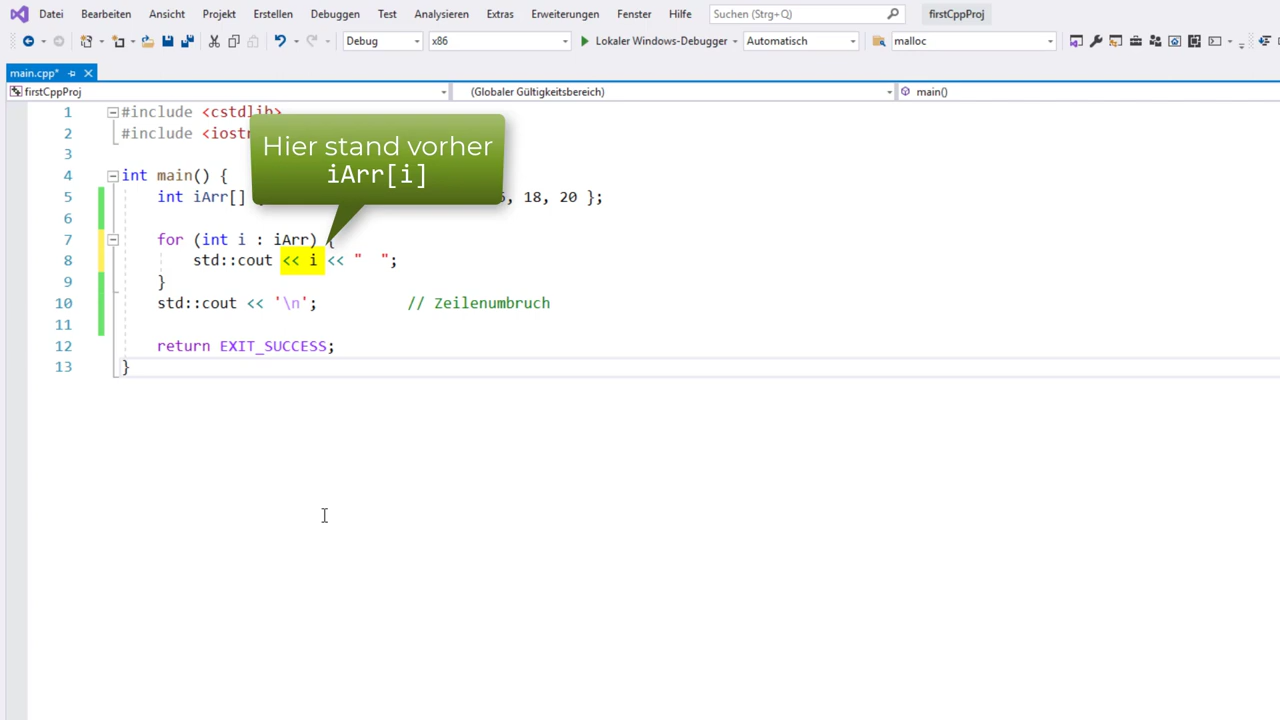 Datei Bearbeiten Ansicht Projekt Erstellen Debuggen Test Analysieren Extras Erweiterungen Fenster Hilfe Suchen (Strg+Q) firstCppProj
Debug x86 Lokaler Windows-Debugger Automatisch malloc
main.cpp*
firstCppProj (Globaler Gültigkeitsbereich) main()
1 #include <cstdlib>
2 #include
Hier stand vorher
iArr[i]
3
4 int main() {
5 int iArr[] 18, 20 };
6
7 for (int i : iArr) {
8 std::cout << i << "  ";
9 }
10 std::cout << '\n'; // Zeilenumbruch
11
12 return EXIT_SUCCESS;
13 }